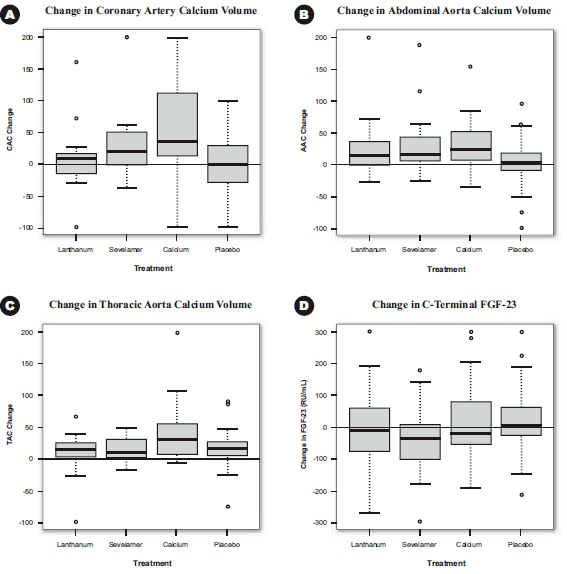 A Change in Coronary Artery Calcium Volume
CAC Change
200
150
100
50
0
-50
-100
Lanthanum Sevelamer Calcium Placebo
Treatment
B Change in Abdominal Aorta Calcium Volume
AAC Change
200
150
100
50
0
-50
-100
Lanthanum Sevelamer Calcium Placebo
Treatment
C Change in Thoracic Aorta Calcium Volume
TAC Change
200
150
100
50
0
-50
-100
Lanthanum Sevelamer Calcium Placebo
Treatment
D Change in C-Terminal FGF-23
Change in FGF-23 (RU/mL)
300
200
100
0
-100
-200
-300
Lanthanum Sevelamer Calcium Placebo
Treatment